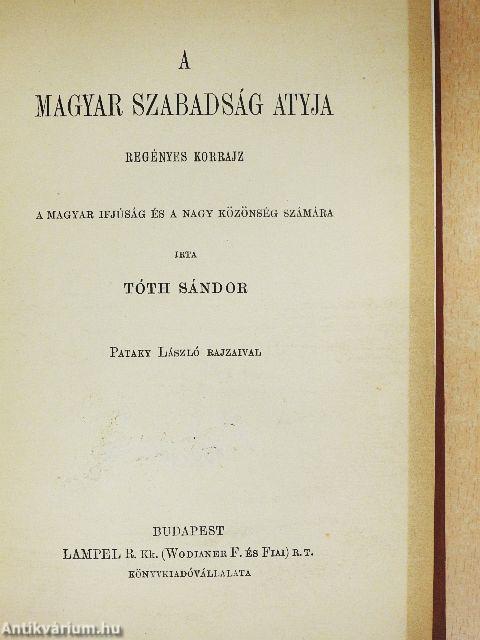 A
MAGYAR SZABADSÁG ATYJA
REGÉNYES KORRAJZ
A MAGYAR IFJÚSÁG ÉS A NAGY KÖZÖNSÉG SZÁMÁRA
IRTA
TÓTH SÁNDOR
PATAKY LÁSZLÓ RAJZAIVAL
BUDAPEST
LAMPEL R. KK. (WODIANER F. ÉS FIAI) R. T.
KÖNYVKIADÓVÁLLALATA
Antikvárium.hu